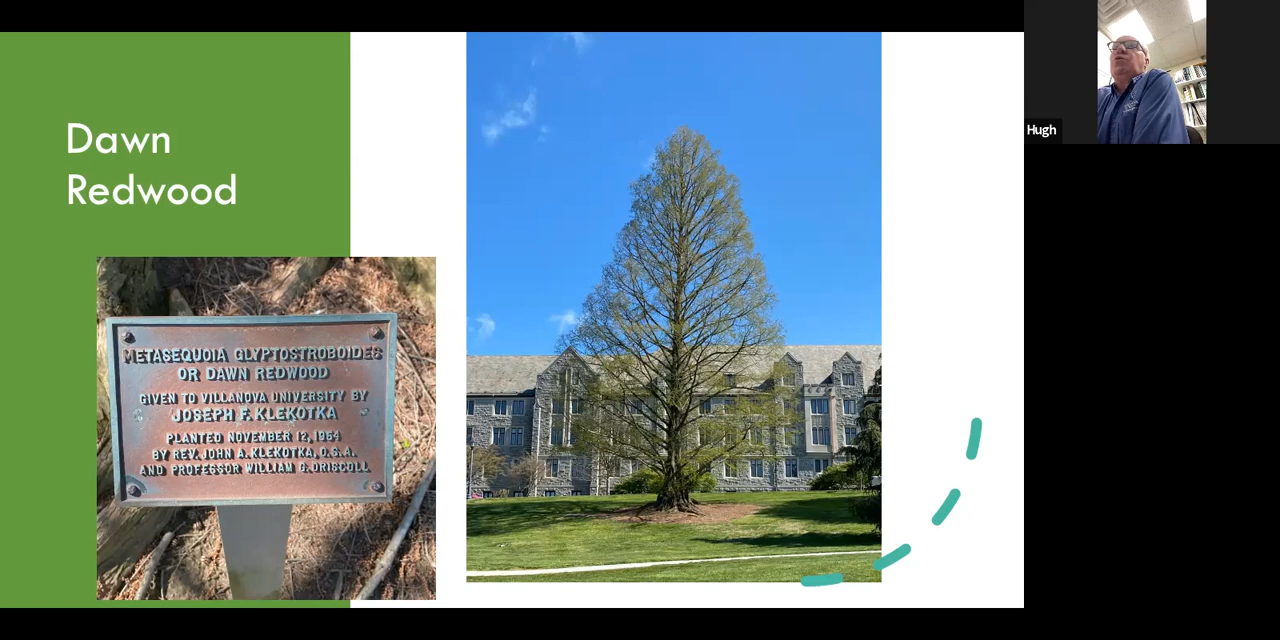 Dawn
Redwood
METASEQUOIA GLYPTOSTROBOIDES
OR DAWN REDWOOD
GIVEN TO VILLANOVA UNIVERSITY BY
JOSEPH F. KLEKOTKA
PLANTED NOVEMBER 12, 1954
BY REV. JOHN A. KLEKOTKA, O.S.A.
AND PROFESSOR WILLIAM G. DRISCOLL
Hugh